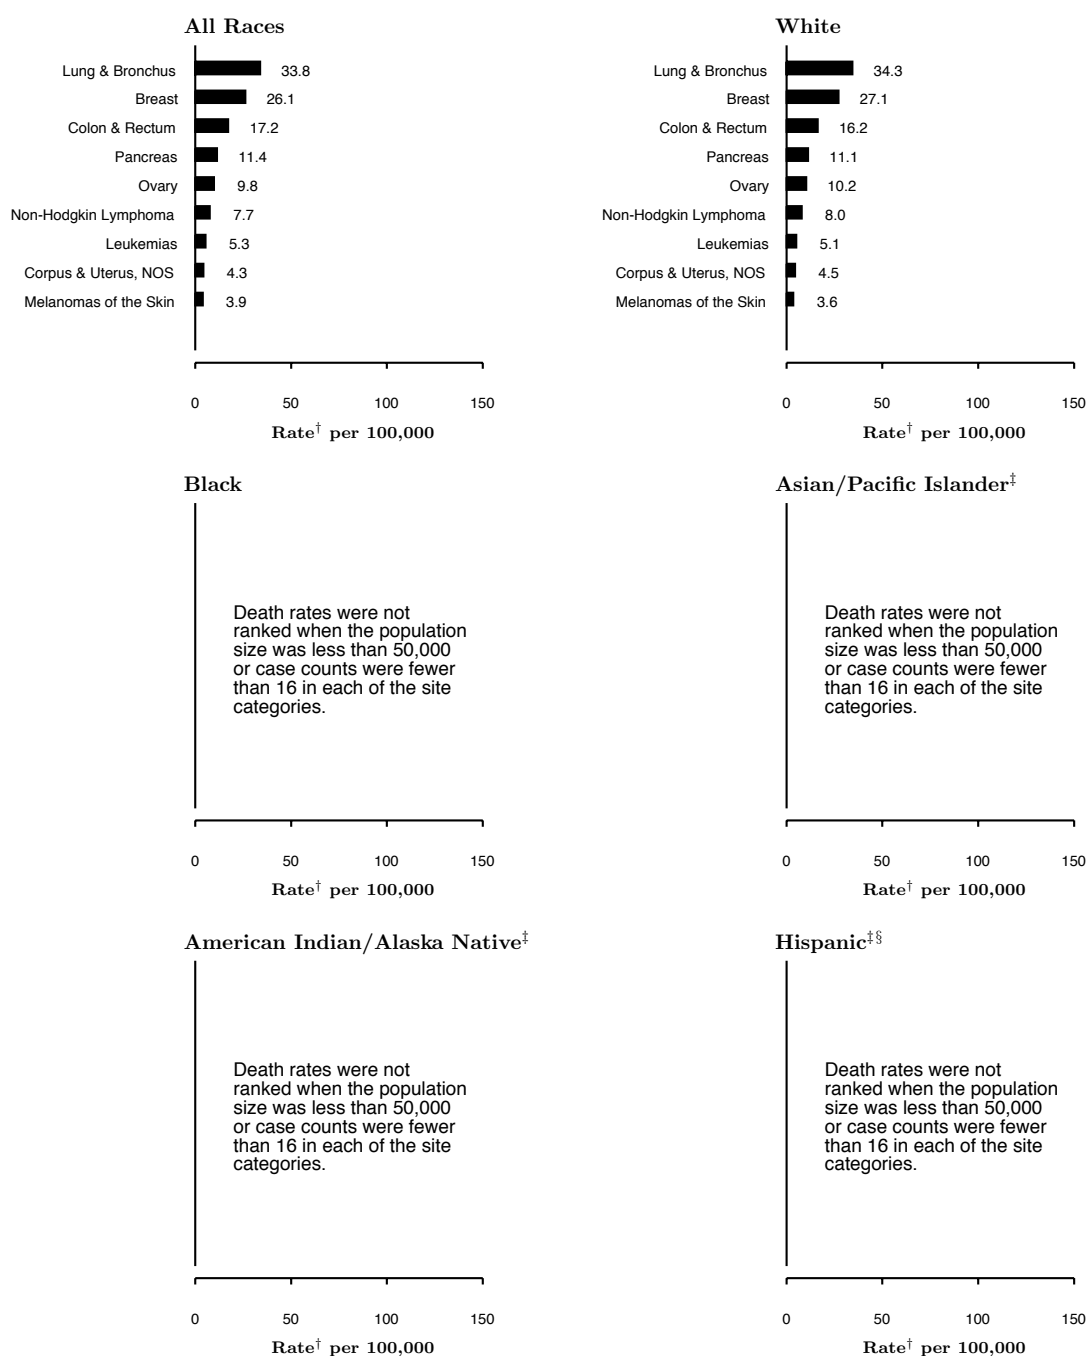 All Races
Lung & Bronchus 33.8
Breast 26.1
Colon & Rectum 17.2
Pancreas 11.4
Ovary 9.8
Non-Hodgkin Lymphoma 7.7
Leukemias 5.3
Corpus & Uterus, NOS 4.3
Melanomas of the Skin 3.9
0 50 100 150
Rate† per 100,000
White
Lung & Bronchus 34.3
Breast 27.1
Colon & Rectum 16.2
Pancreas 11.1
Ovary 10.2
Non-Hodgkin Lymphoma 8.0
Leukemias 5.1
Corpus & Uterus, NOS 4.5
Melanomas of the Skin 3.6
0 50 100 150
Rate† per 100,000
Black
Death rates were not
ranked when the population
size was less than 50,000
or case counts were fewer
than 16 in each of the site
categories.
0 50 100 150
Rate† per 100,000
Asian/Pacific Islander‡
Death rates were not
ranked when the population
size was less than 50,000
or case counts were fewer
than 16 in each of the site
categories.
0 50 100 150
Rate† per 100,000
American Indian/Alaska Native‡
Death rates were not
ranked when the population
size was less than 50,000
or case counts were fewer
than 16 in each of the site
categories.
0 50 100 150
Rate† per 100,000
Hispanic‡§
Death rates were not
ranked when the population
size was less than 50,000
or case counts were fewer
than 16 in each of the site
categories.
0 50 100 150
Rate† per 100,000